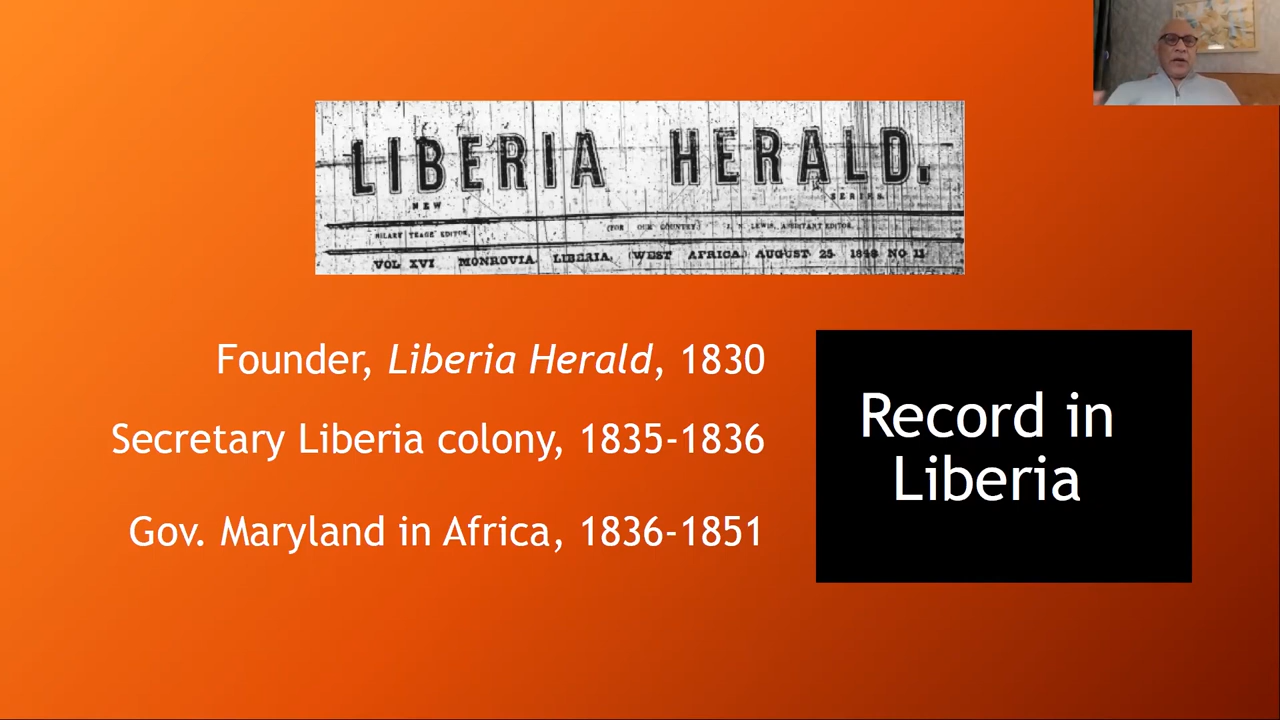 LIBERIA HERALD.
NEW SERIES.
HILARY TEAGE EDITOR, (FOR OUR COUNTRY) J. N. LEWIS, ASSISTANT EDITOR.
VOL XVI MONROVIA LIBERIA, (WEST AFRICA.) AUGUST 25 NO 11
Founder, Liberia Herald, 1830
Secretary Liberia colony, 1835-1836
Gov. Maryland in Africa, 1836-1851
Record in
Liberia